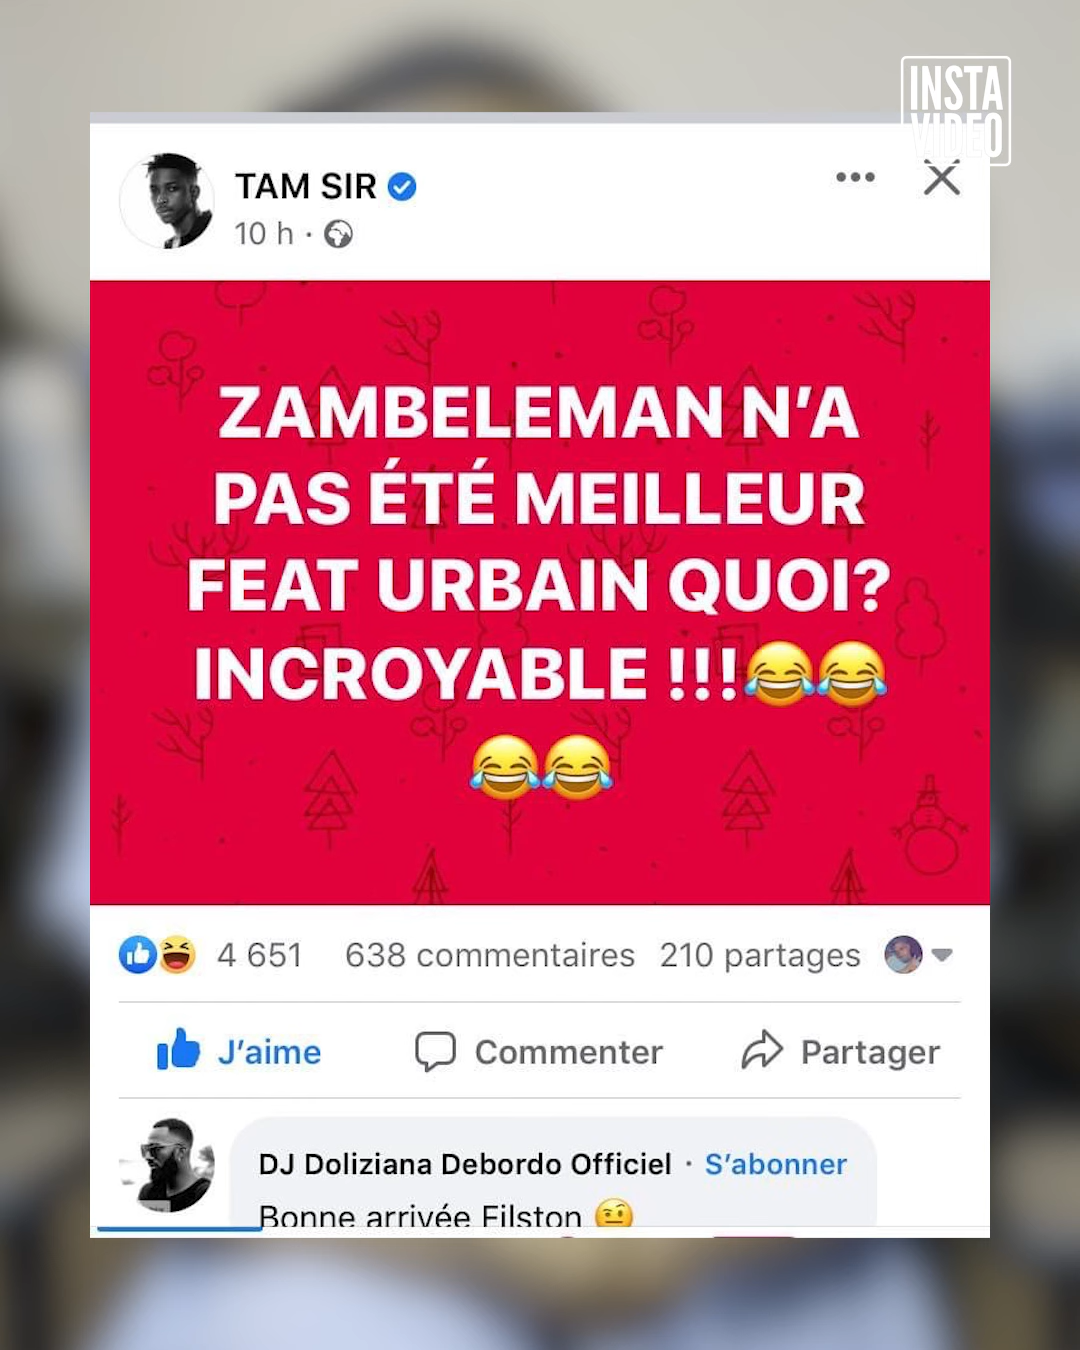 INSTA
VIDEO
TAM SIR
10 h ·
ZAMBELEMAN N’A
PAS ÉTÉ MEILLEUR
FEAT URBAIN QUOI?
INCROYABLE !!!😂😂
😂😂
4 651 638 commentaires 210 partages
J’aime Commenter Partager
DJ Doliziana Debordo Officiel · S’abonner
Bonne arrivée Filston 🤨